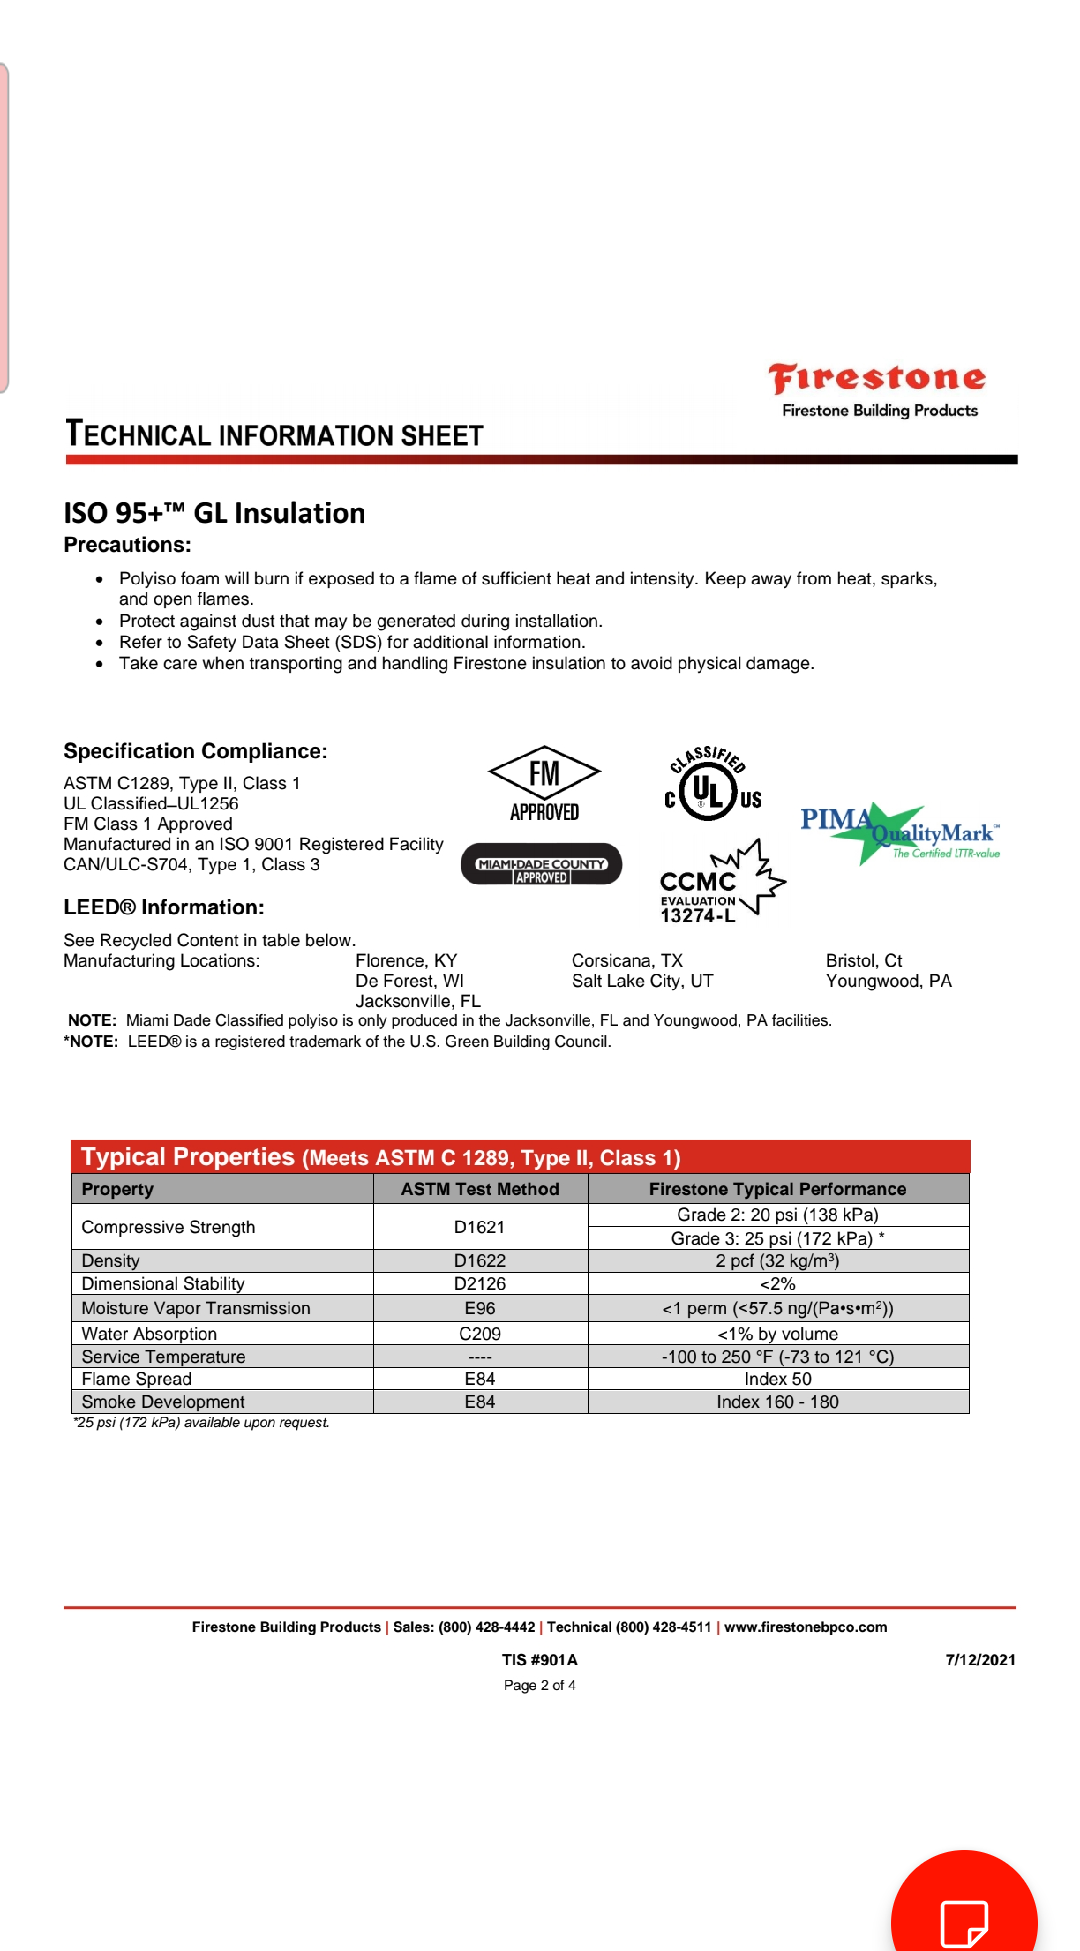 Firestone
Firestone Building Products
TECHNICAL INFORMATION SHEET
ISO 95+™ GL Insulation
Precautions:
• Polyiso foam will burn if exposed to a flame of sufficient heat and intensity. Keep away from heat, sparks,
and open flames.
• Protect against dust that may be generated during installation.
• Refer to Safety Data Sheet (SDS) for additional information.
• Take care when transporting and handling Firestone insulation to avoid physical damage.
Specification Compliance:
ASTM C1289, Type II, Class 1
UL Classified–UL1256
FM Class 1 Approved
Manufactured in an ISO 9001 Registered Facility
CAN/ULC-S704, Type 1, Class 3
FM
APPROVED
CLASSIFIED
C UL US
®
PIMA QualityMark™
The Certified LTTR-value
MIAMI-DADE COUNTY
APPROVED
CCMC
EVALUATION
13274-L
LEED® Information:
See Recycled Content in table below.
Manufacturing Locations: Florence, KY Corsicana, TX Bristol, Ct
De Forest, WI Salt Lake City, UT Youngwood, PA
Jacksonville, FL
NOTE: Miami Dade Classified polyiso is only produced in the Jacksonville, FL and Youngwood, PA facilities.
*NOTE: LEED® is a registered trademark of the U.S. Green Building Council.
Typical Properties (Meets ASTM C 1289, Type II, Class 1)
Property ASTM Test Method Firestone Typical Performance
Compressive Strength D1621 Grade 2: 20 psi (138 kPa)
Grade 3: 25 psi (172 kPa) *
Density D1622 2 pcf (32 kg/m³)
Dimensional Stability D2126 <2%
Moisture Vapor Transmission E96 <1 perm (<57.5 ng/(Pa•s•m²))
Water Absorption C209 <1% by volume
Service Temperature ---- -100 to 250 °F (-73 to 121 °C)
Flame Spread E84 Index 50
Smoke Development E84 Index 160 - 180
*25 psi (172 kPa) available upon request.
Firestone Building Products | Sales: (800) 428-4442 | Technical (800) 428-4511 | www.firestonebpco.com
TIS #901A 7/12/2021
Page 2 of 4